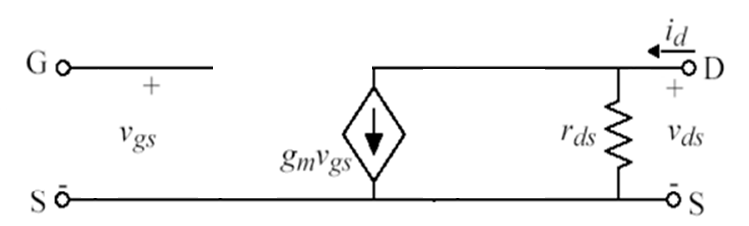 i_d
G D
+ +
v_gs g_m v_gs r_ds v_ds
- -
S S